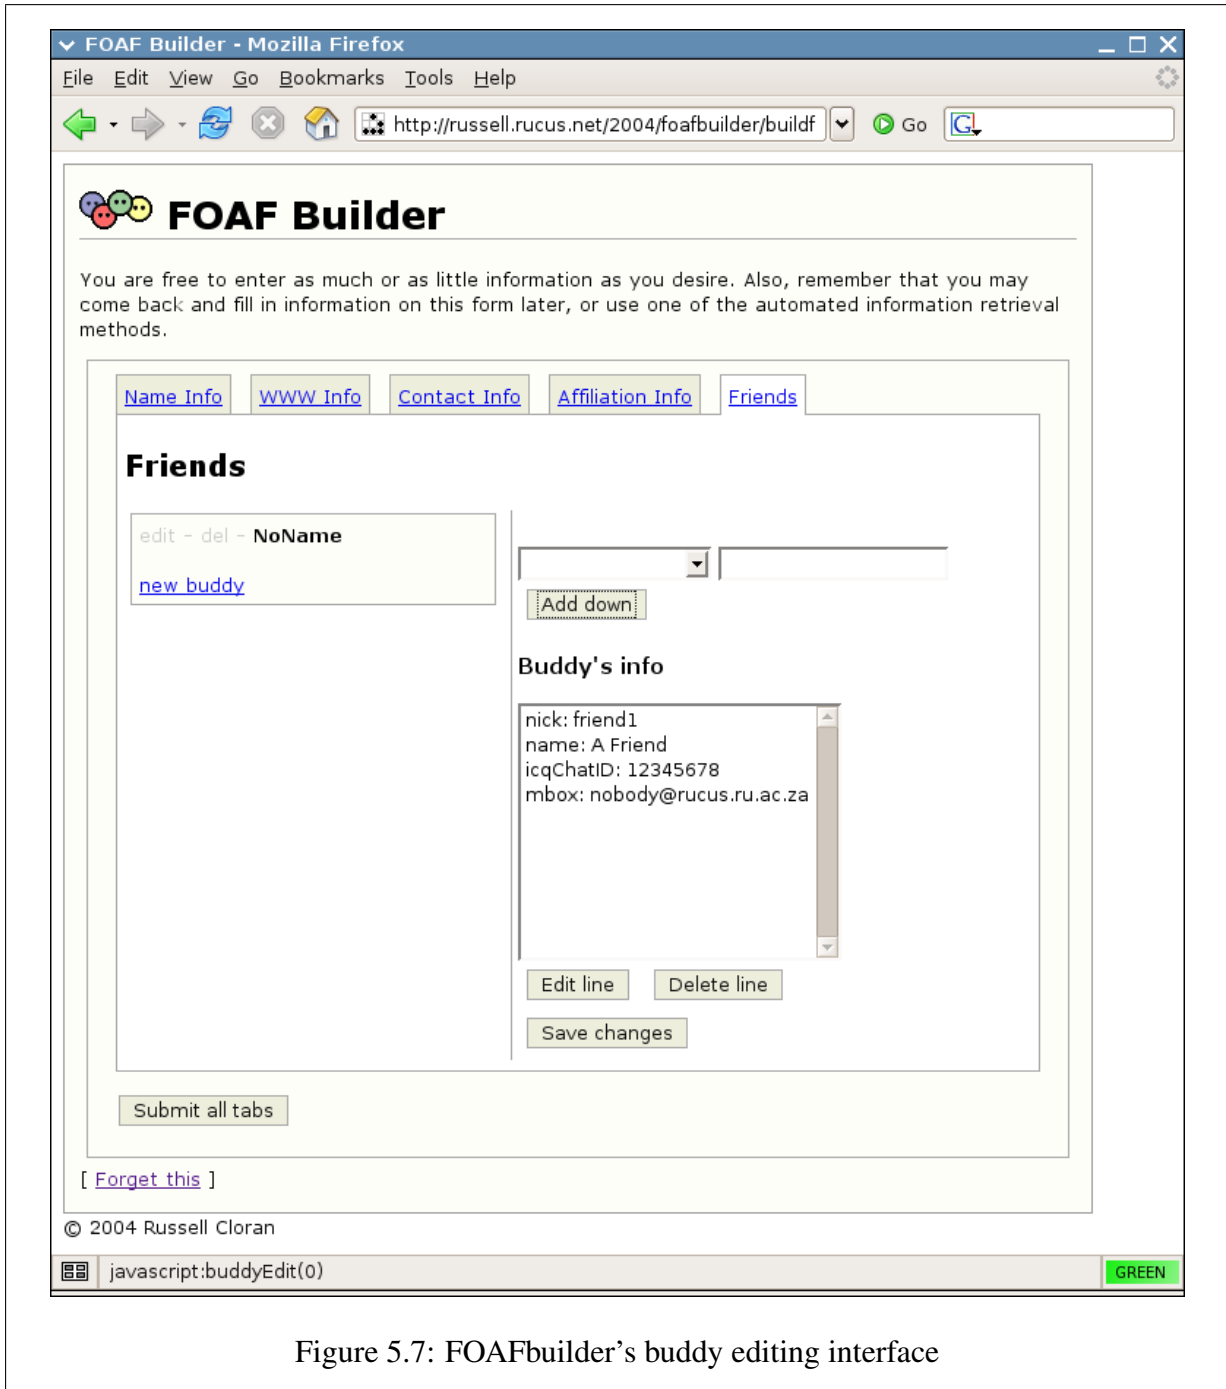 FOAF Builder - Mozilla Firefox
File Edit View Go Bookmarks Tools Help
http://russell.rucus.net/2004/foafbuilder/buildf Go G
FOAF Builder
You are free to enter as much or as little information as you desire. Also, remember that you may
come back and fill in information on this form later, or use one of the automated information retrieval
methods.
Name Info WWW Info Contact Info Affiliation Info Friends
Friends
edit - del - NoName
new buddy
Add down
Buddy's info
nick: friend1
name: A Friend
icqChatID: 12345678
mbox: nobody@rucus.ru.ac.za
Edit line Delete line
Save changes
Submit all tabs
[ Forget this ]
© 2004 Russell Cloran
javascript:buddyEdit(0) GREEN
Figure 5.7: FOAFbuilder’s buddy editing interface